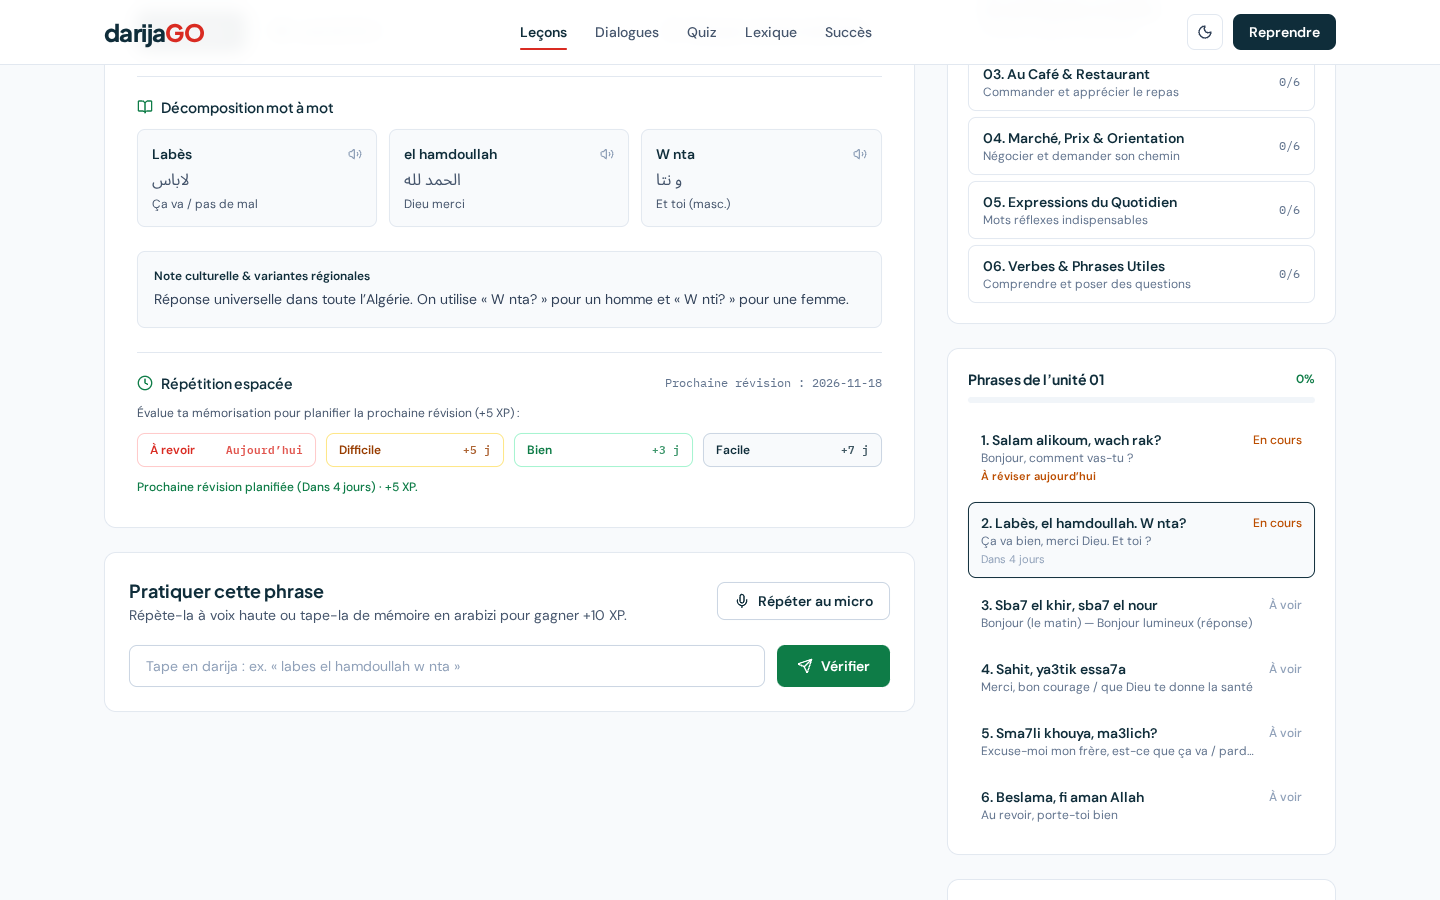 darijaGO
Leçons
Dialogues
Quiz
Lexique
Succès
Reprendre
Décomposition mot à mot
Labès
لاباس
Ça va / pas de mal
el hamdoullah
الحمد لله
Dieu merci
W nta
و نتا
Et toi (masc.)
Note culturelle & variantes régionales
Réponse universelle dans toute l’Algérie. On utilise « W nta? » pour un homme et « W nti? » pour une femme.
Répétition espacée
Prochaine révision : 2026-11-18
Évalue ta mémorisation pour planifier la prochaine révision (+5 XP) :
À revoir Aujourd’hui
Difficile +5 j
Bien +3 j
Facile +7 j
Prochaine révision planifiée (Dans 4 jours) · +5 XP.
Pratiquer cette phrase
Répète-la à voix haute ou tape-la de mémoire en arabizi pour gagner +10 XP.
Répéter au micro
Tape en darija : ex. « labes el hamdoullah w nta »
Vérifier
03. Au Café & Restaurant
Commander et apprécier le repas
0/6
04. Marché, Prix & Orientation
Négocier et demander son chemin
0/6
05. Expressions du Quotidien
Mots réflexes indispensables
0/6
06. Verbes & Phrases Utiles
Comprendre et poser des questions
0/6
Phrases de l’unité 01
0%
1. Salam alikoum, wach rak?
En cours
Bonjour, comment vas-tu ?
À réviser aujourd’hui
2. Labès, el hamdoullah. W nta?
En cours
Ça va bien, merci Dieu. Et toi ?
Dans 4 jours
3. Sba7 el khir, sba7 el nour
À voir
Bonjour (le matin) — Bonjour lumineux (réponse)
4. Sahit, ya3tik essa7a
À voir
Merci, bon courage / que Dieu te donne la santé
5. Sma7li khouya, ma3lich?
À voir
Excuse-moi mon frère, est-ce que ça va / pard…
6. Beslama, fi aman Allah
À voir
Au revoir, porte-toi bien